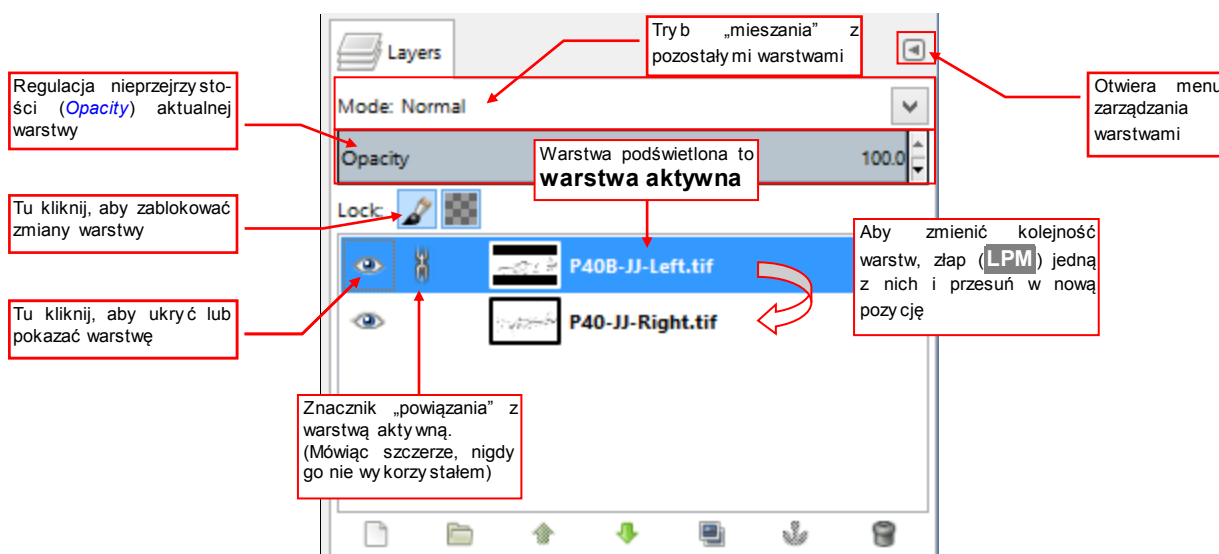 Layers
Tryb „mieszania” z
pozostałymi warstwami
Regulacja nieprzejrzysto-
ści (Opacity) aktualnej
warstwy
Otwiera menu
zarządzania
warstwami
Mode: Normal
Opacity
100.0
Warstwa podświetlona to
warstwa aktywna
Tu kliknij, aby zablokować
zmiany warstwy
Lock:
Aby zmienić kolejność
warstw, złap (LPM) jedną
z nich i przesuń w nową
pozycję
P40B-JJ-Left.tif
Tu kliknij, aby ukryć lub
pokazać warstwę
P40-JJ-Right.tif
Znacznik „powiązania” z
warstwą aktywną.
(Mówiąc szczerze, nigdy
go nie wykorzystałem)